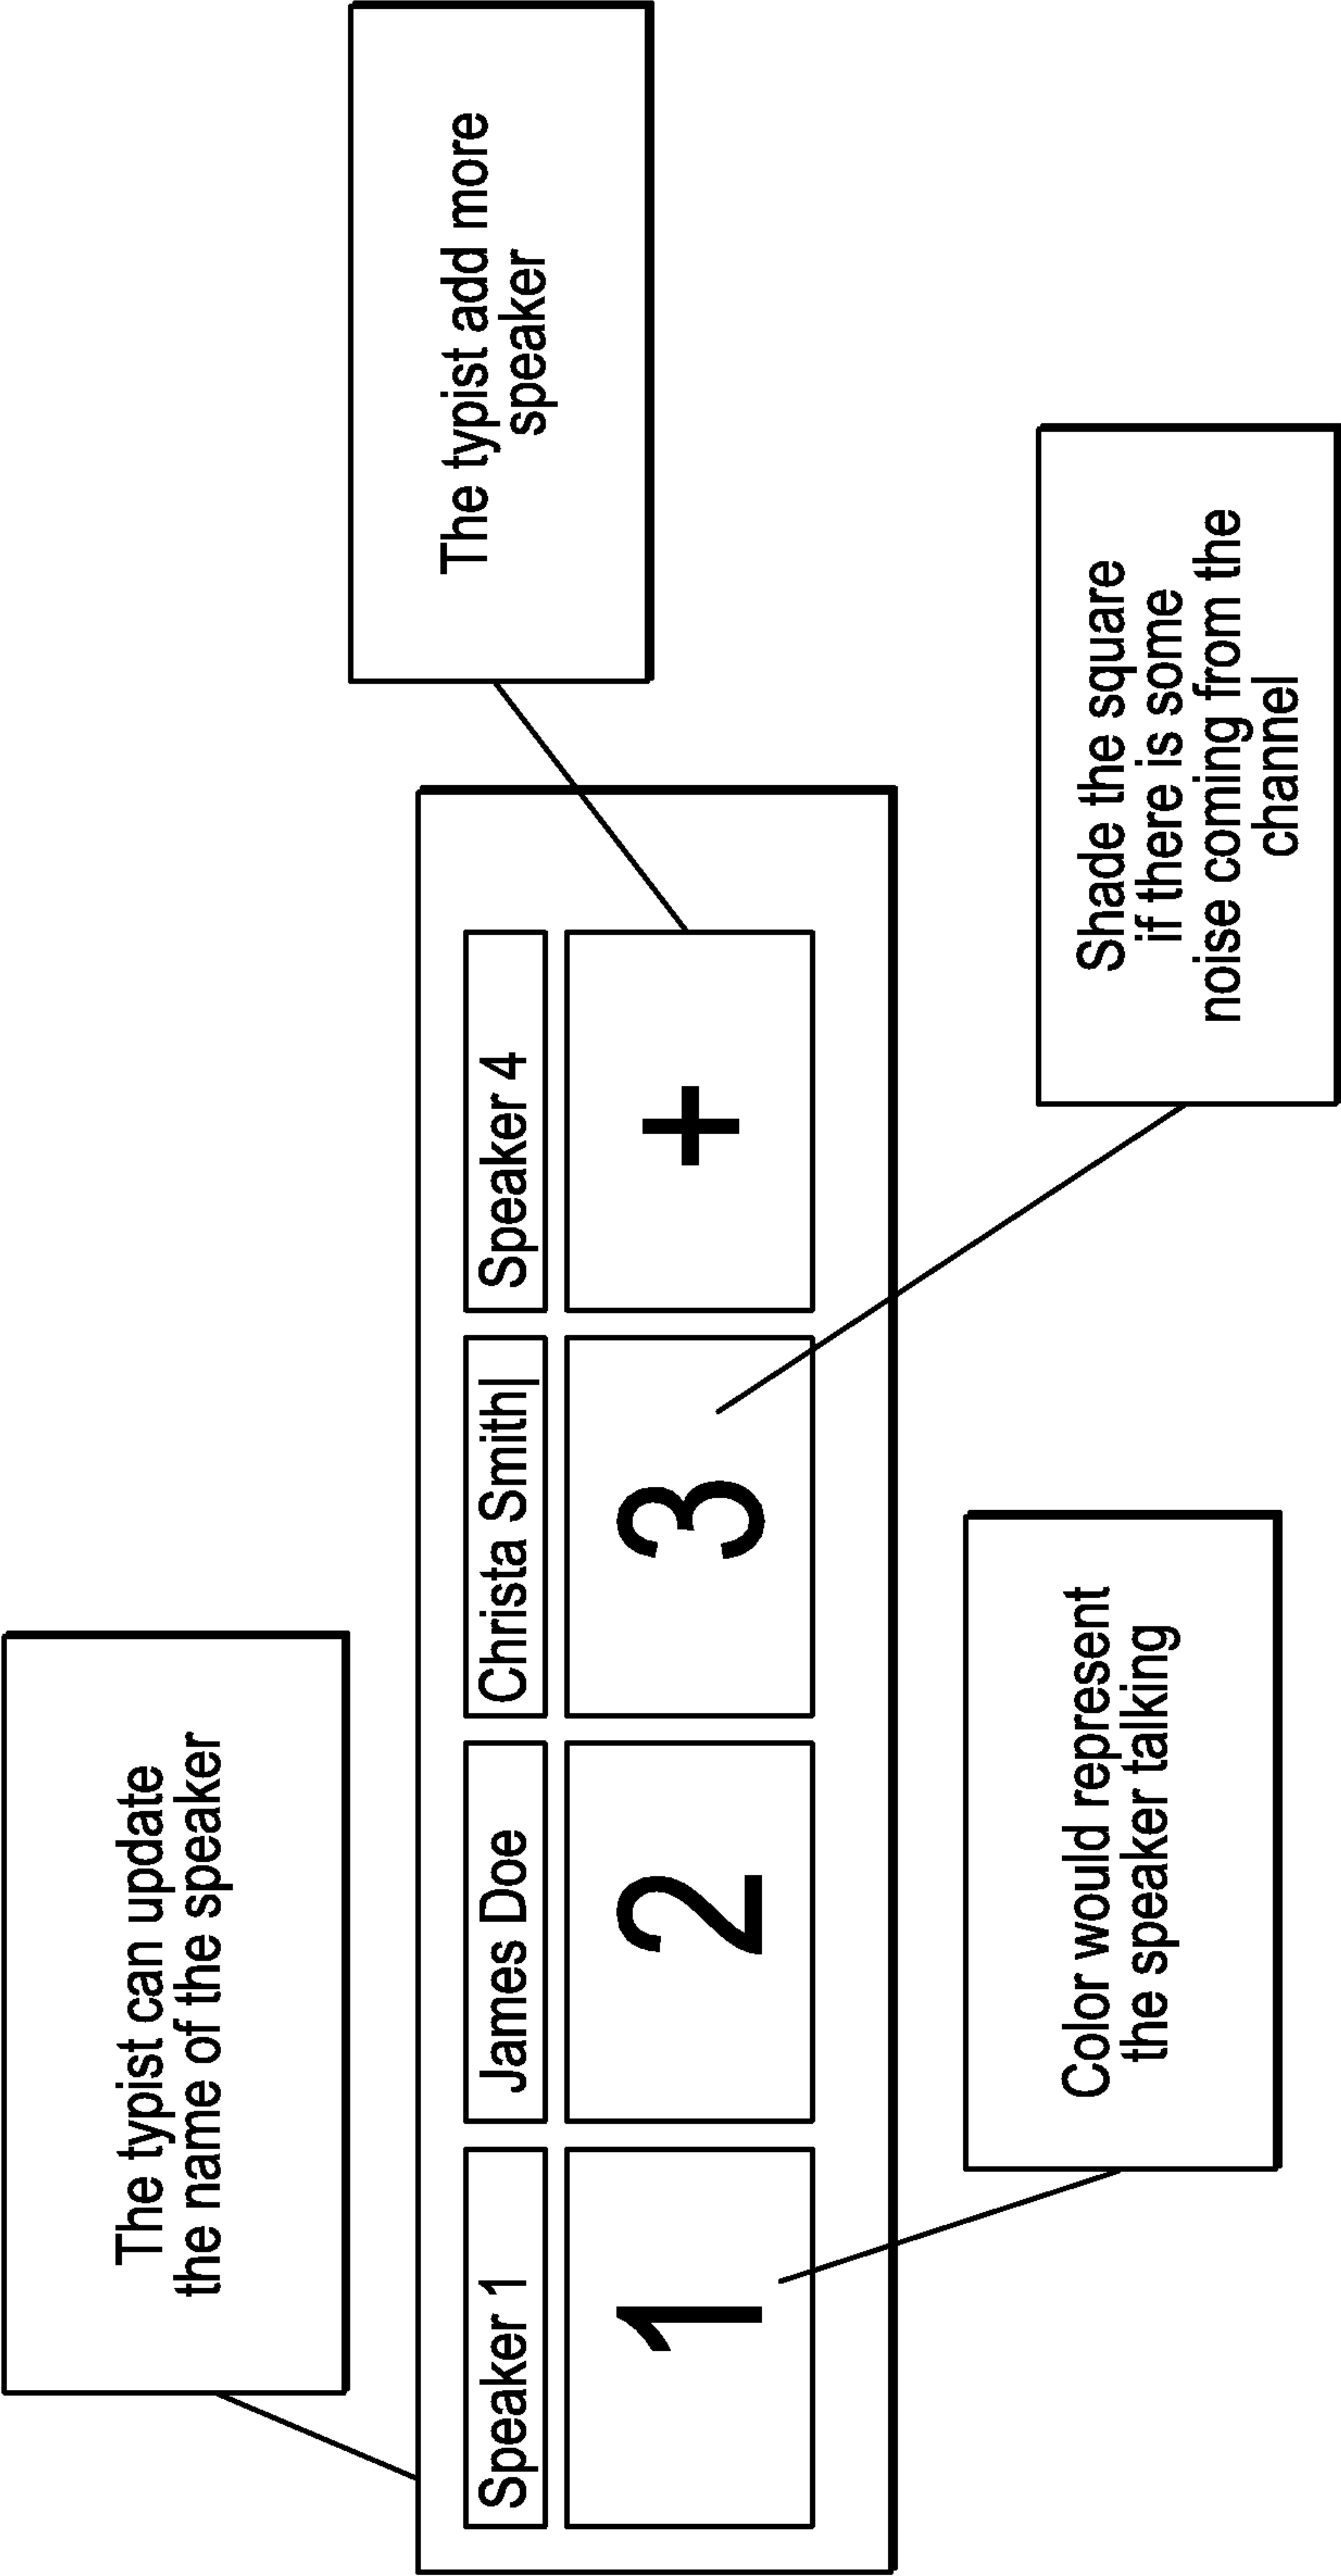 The typist can update
the name of the speaker
The typist add more
speaker
Speaker 1
James Doe
Christa Smith|
Speaker 4
1
2
3
+
Color would represent
the speaker talking
Shade the square
if there is some
noise coming from the
channel